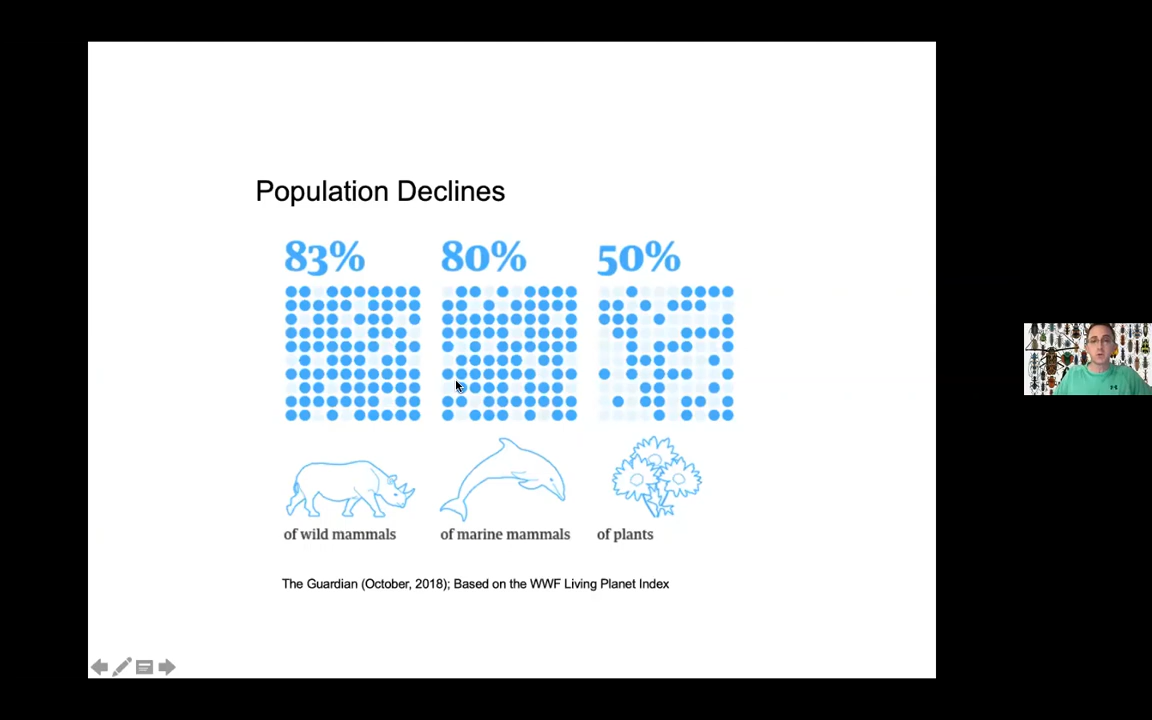 Population Declines
83% 80% 50%
of wild mammals of marine mammals of plants
The Guardian (October, 2018); Based on the WWF Living Planet Index